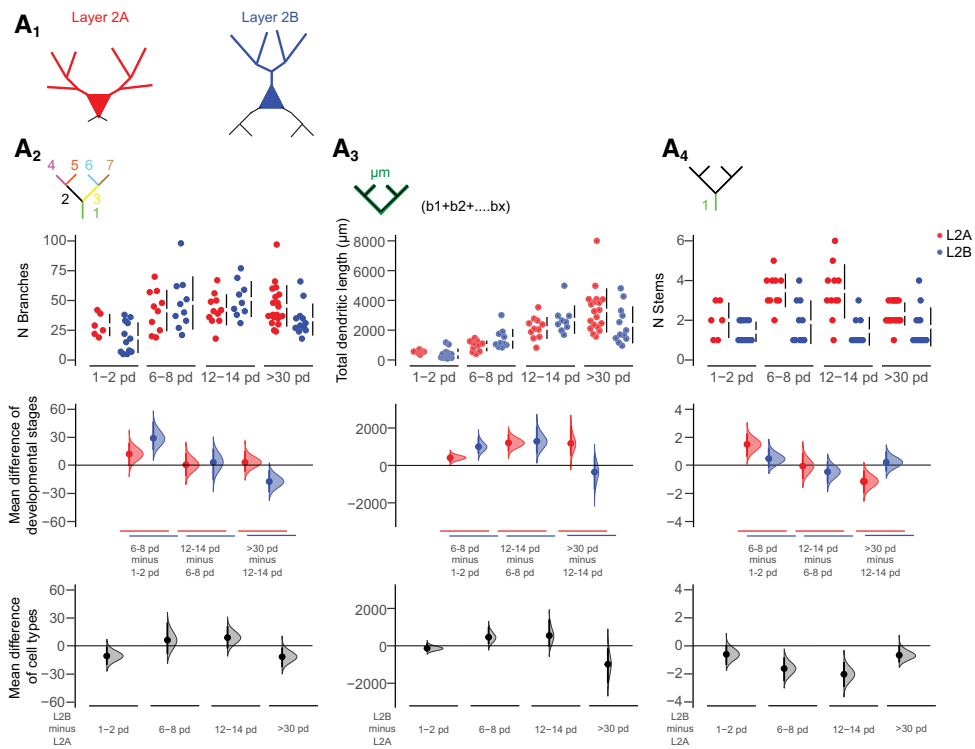 A1
Layer 2A
Layer 2B
A2
4 5 6 7
2 3
1
N Branches
100
75
50
25
0
1−2 pd 6−8 pd 12−14 pd >30 pd
A3
µm
(b1+b2+....bx)
Total dendritic length (µm)
8000
6000
4000
2000
0
1−2 pd 6−8 pd 12−14 pd >30 pd
A4
1
L2A
L2B
N Stems
6
4
2
0
1−2 pd 6−8 pd 12−14 pd >30 pd
Mean difference of
developmental stages
60
30
0
−30
−60
6-8 pd 12-14 pd >30 pd
minus minus minus
1-2 pd 6-8 pd 12-14 pd
2000
0
−2000
6-8 pd 12-14 pd >30 pd
minus minus minus
1-2 pd 6-8 pd 12-14 pd
4
2
0
−2
−4
6-8 pd 12-14 pd >30 pd
minus minus minus
1-2 pd 6-8 pd 12-14 pd
Mean difference
of cell types
60
30
0
−30
−60
L2B
minus
L2A
1−2 pd 6−8 pd 12−14 pd >30 pd
2000
0
−2000
L2B
minus
L2A
1−2 pd 6−8 pd 12−14 pd >30 pd
4
2
0
−2
−4
L2B
minus
L2A
1−2 pd 6−8 pd 12−14 pd >30 pd